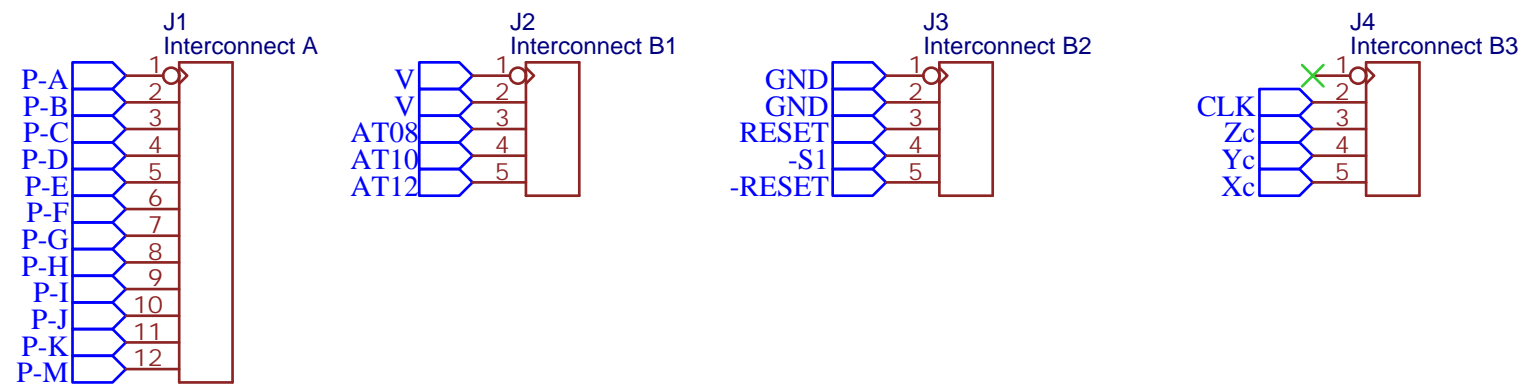 J1
Interconnect A
P-A 1
P-B 2
P-C 3
P-D 4
P-E 5
P-F 6
P-G 7
P-H 8
P-I 9
P-J 10
P-K 11
P-M 12
J2
Interconnect B1
V 1
V 2
AT08 3
AT10 4
AT12 5
J3
Interconnect B2
GND 1
GND 2
RESET 3
-S1 4
-RESET 5
J4
Interconnect B3
1
CLK 2
Zc 3
Yc 4
Xc 5